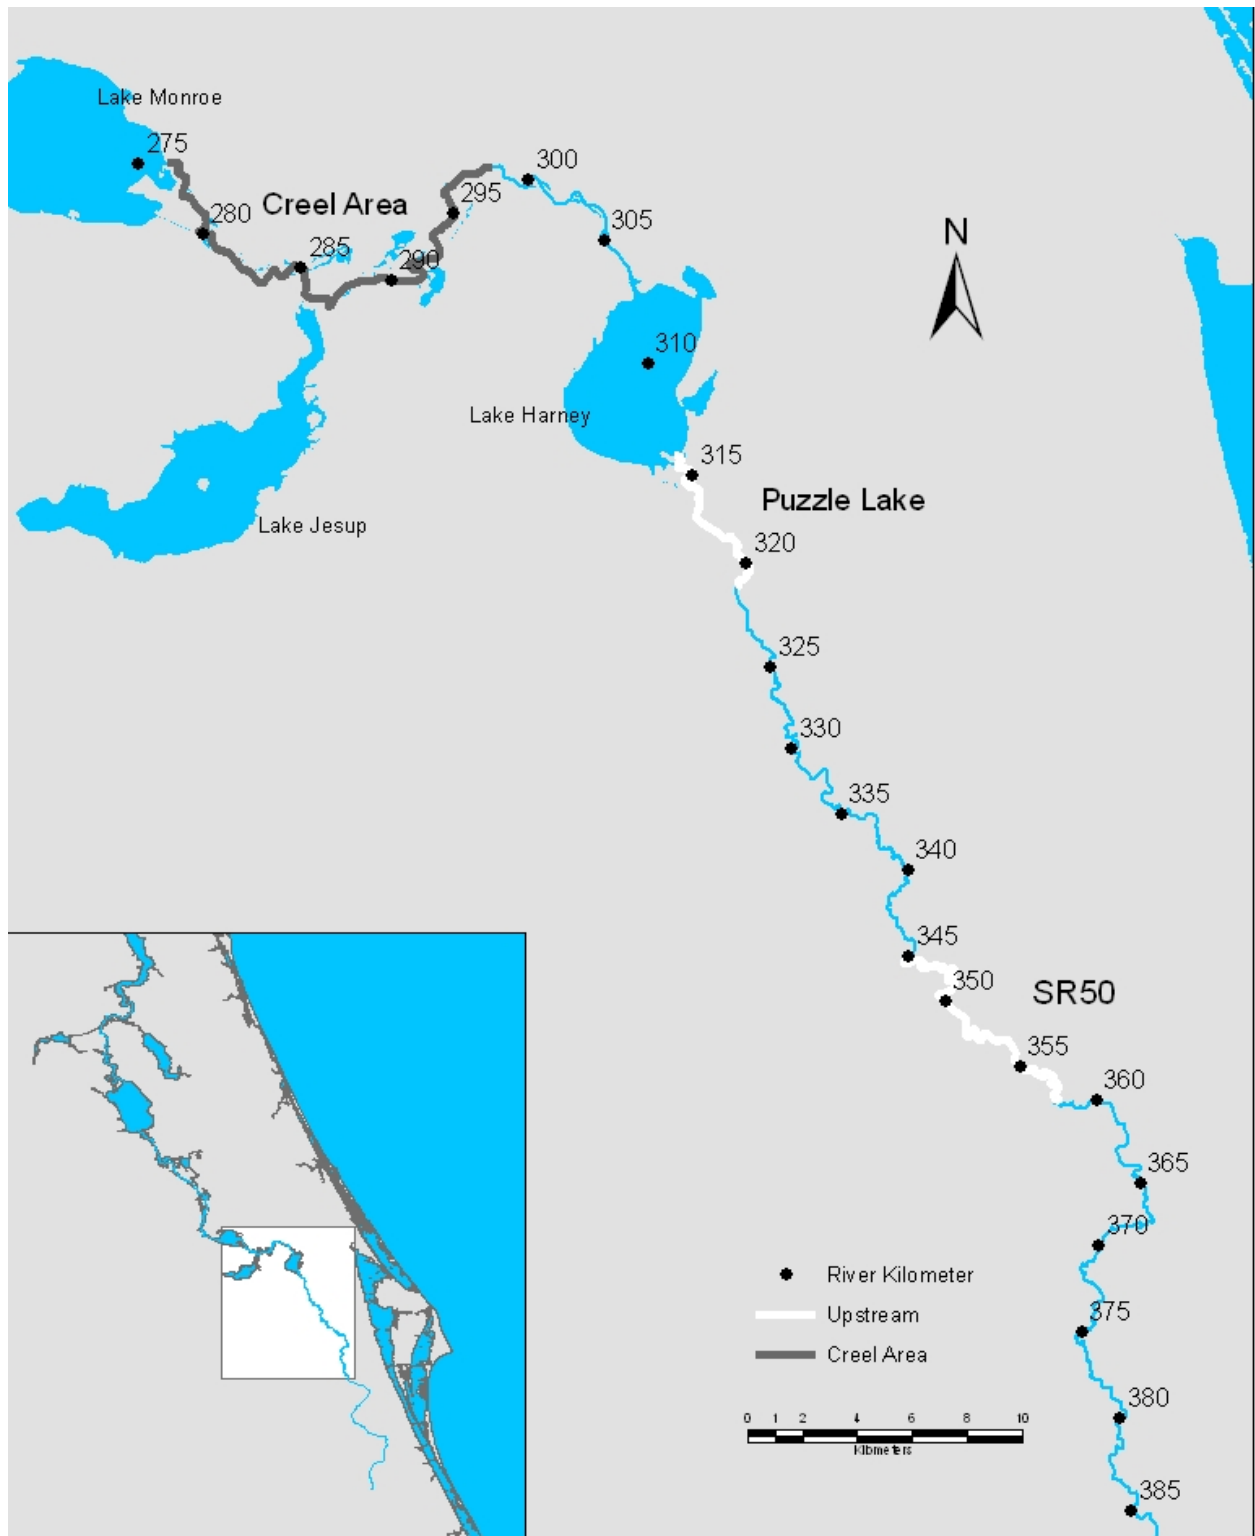 Lake Monroe
275
300
295
Creel Area
280
305
285
290
N
310
Lake Harney
315
Puzzle Lake
Lake Jesup
320
325
330
335
340
345
350
SR50
355
360
365
370
River Kilometer
Upstream
375
Creel Area
380
0 1 2 4 6 8 10
Kilometers
385